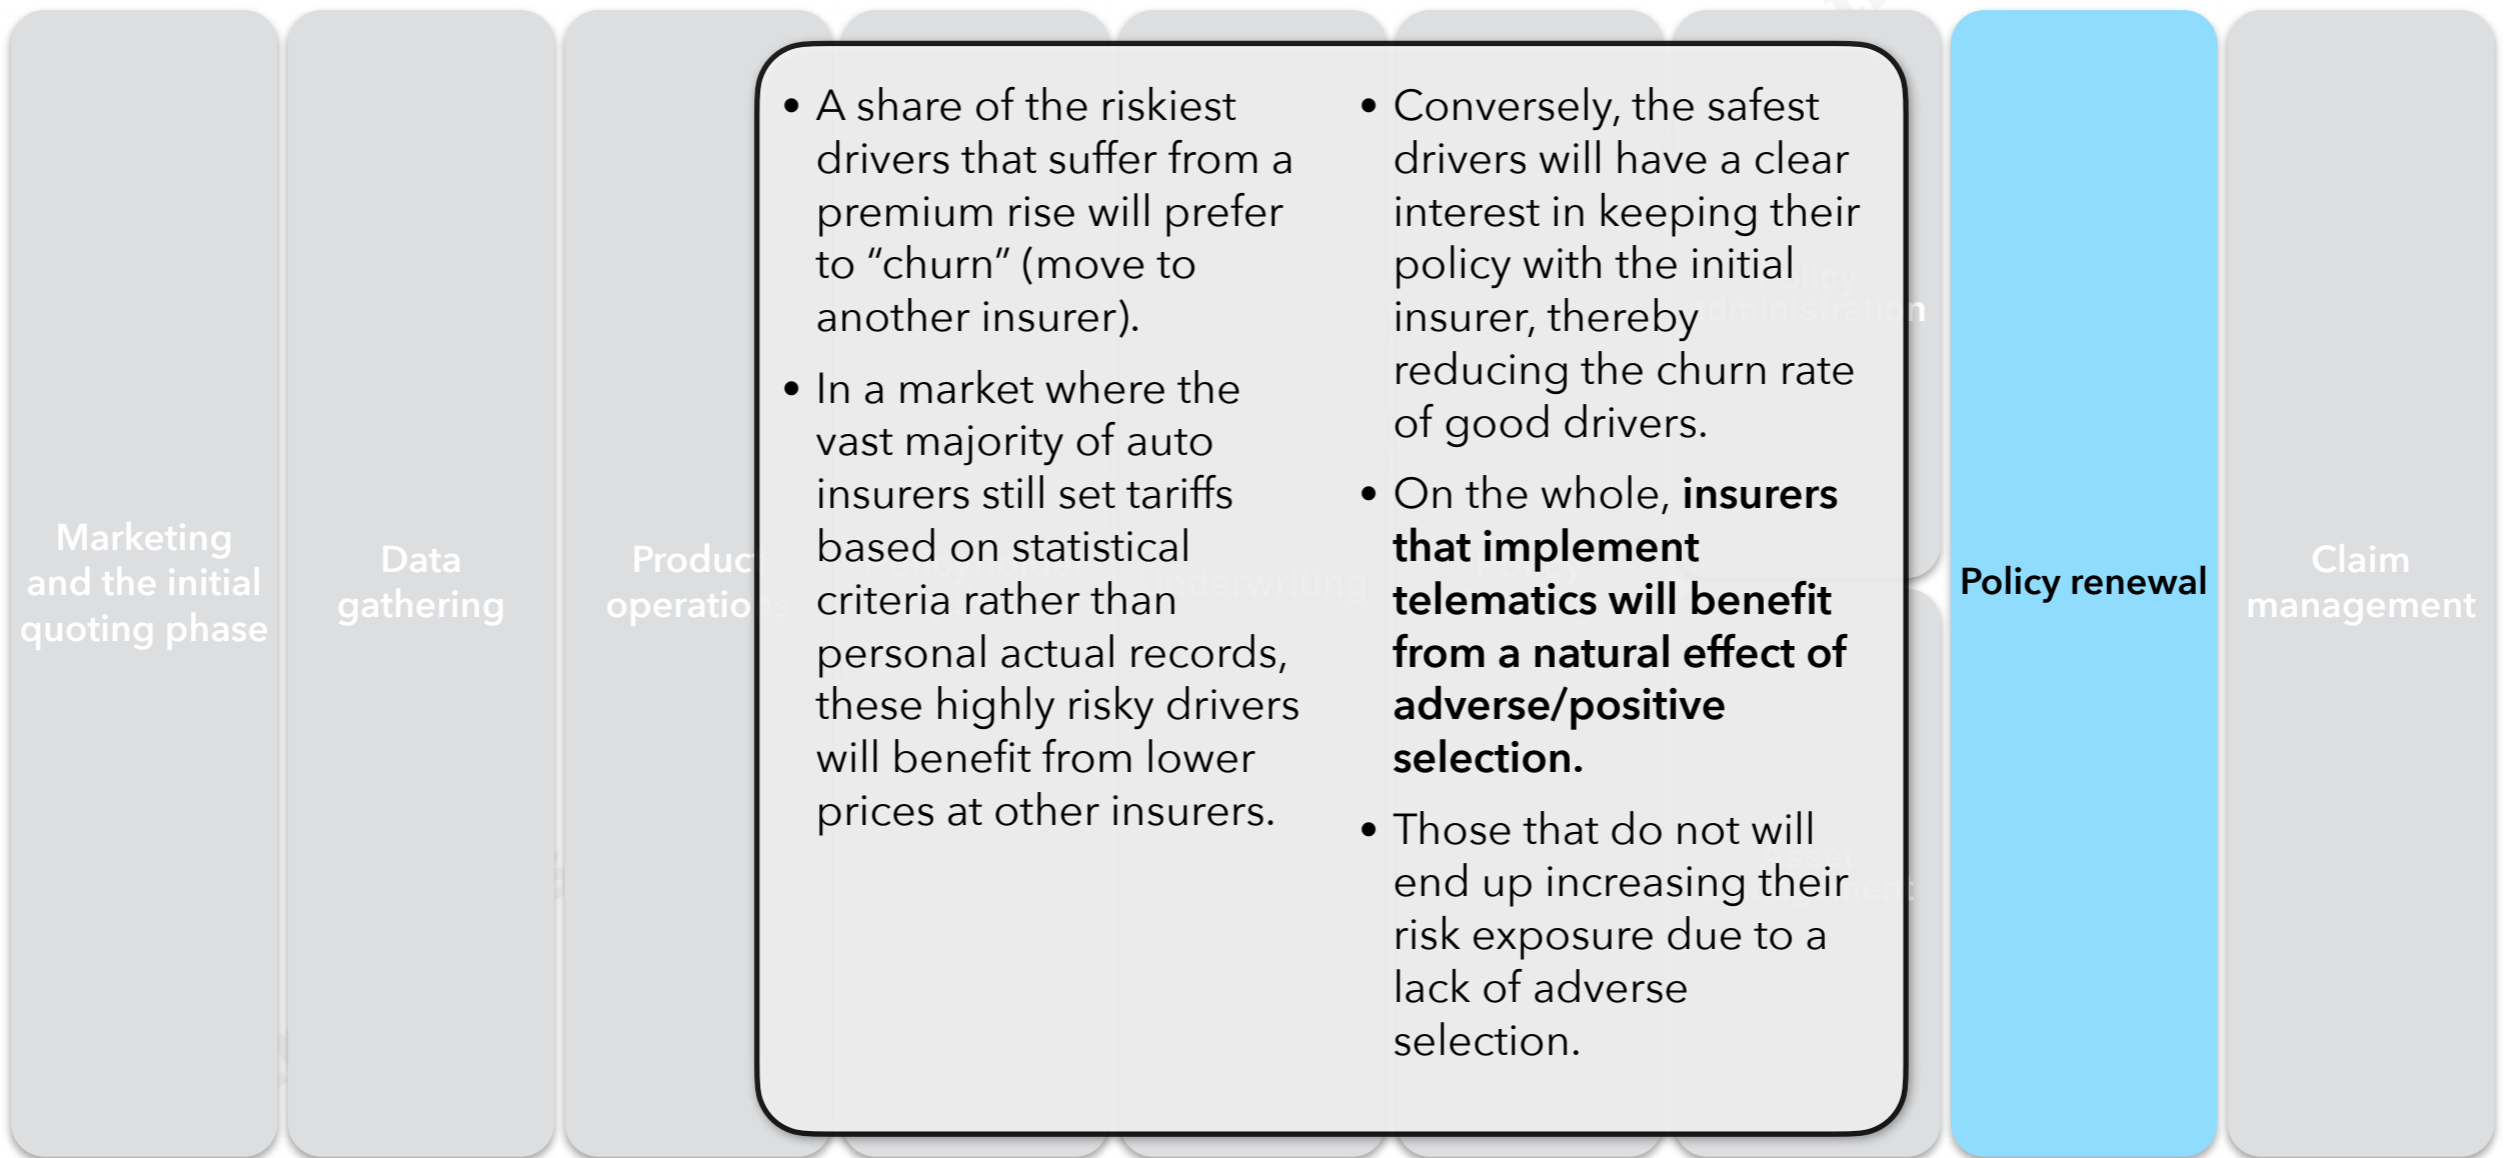 Marketing
and the initial
quoting phase
Data
gathering
Product
operations
• A share of the riskiest
drivers that suffer from a
premium rise will prefer
to “churn” (move to
another insurer).
• In a market where the
vast majority of auto
insurers still set tariffs
based on statistical
criteria rather than
personal actual records,
these highly risky drivers
will benefit from lower
prices at other insurers.
• Conversely, the safest
drivers will have a clear
interest in keeping their
policy with the initial
insurer, thereby
reducing the churn rate
of good drivers.
• On the whole, insurers
that implement
telematics will benefit
from a natural effect of
adverse/positive
selection.
• Those that do not will
end up increasing their
risk exposure due to a
lack of adverse
selection.
Underwriting
Policy
administration
Asset
Policy renewal
Claim
management